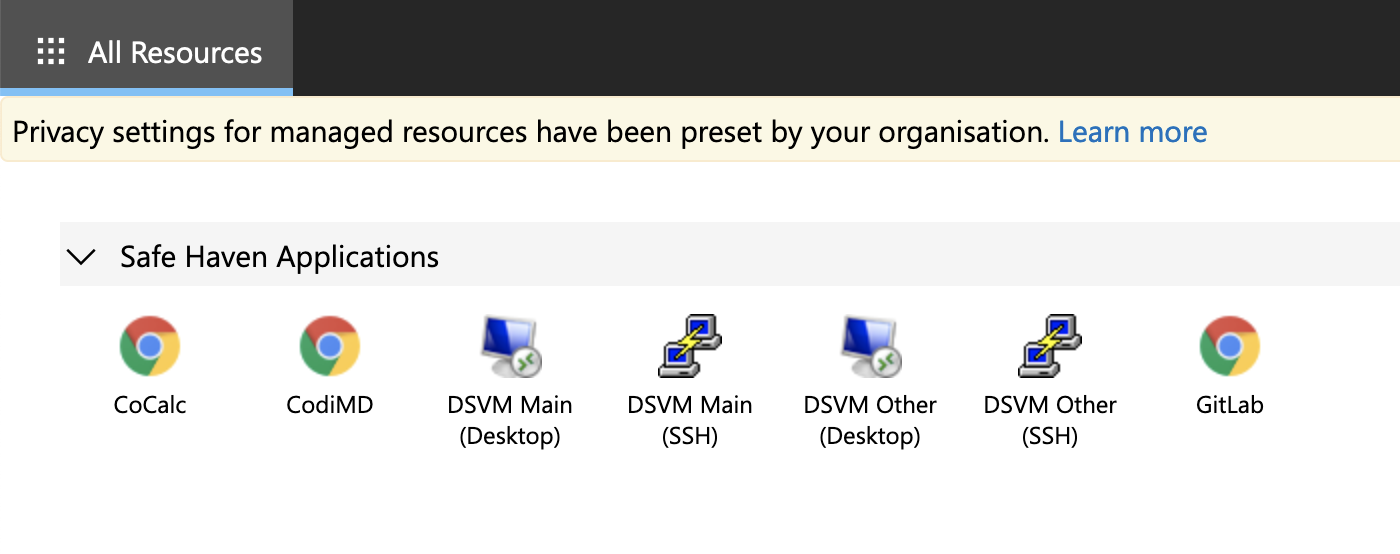 All Resources
Privacy settings for managed resources have been preset by your organisation. Learn more
Safe Haven Applications
CoCalc
CodiMD
DSVM Main
(Desktop)
DSVM Main
(SSH)
DSVM Other
(Desktop)
DSVM Other
(SSH)
GitLab